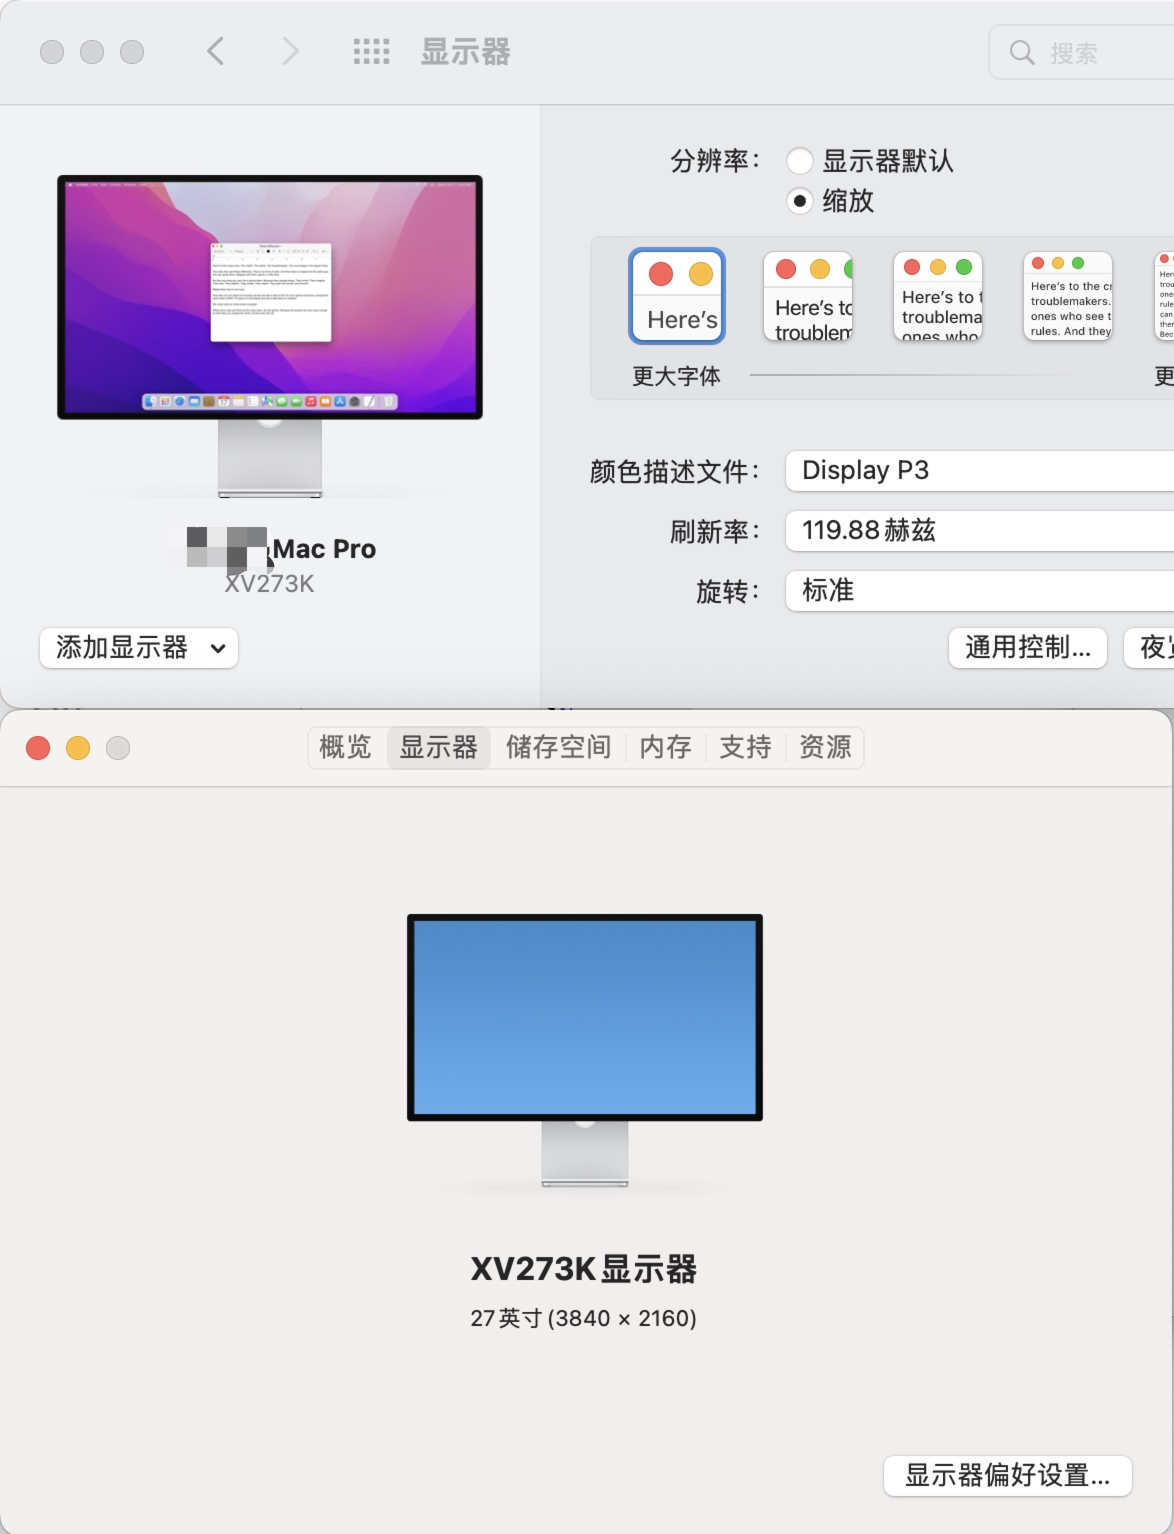 显示器
搜索
分辨率：
显示器默认
缩放
Here’s
Here’s to
troublem
Here’s to t
troublema
ones who
Here’s to the cr
troublemakers.
ones who see t
rules. And they
更大字体
更
颜色描述文件：
Display P3
刷新率：
119.88赫兹
旋转：
标准
Mac Pro
XV273K
添加显示器
通用控制...
夜
概览
显示器
储存空间
内存
支持
资源
XV273K显示器
27英寸 (3840 × 2160)
显示器偏好设置...